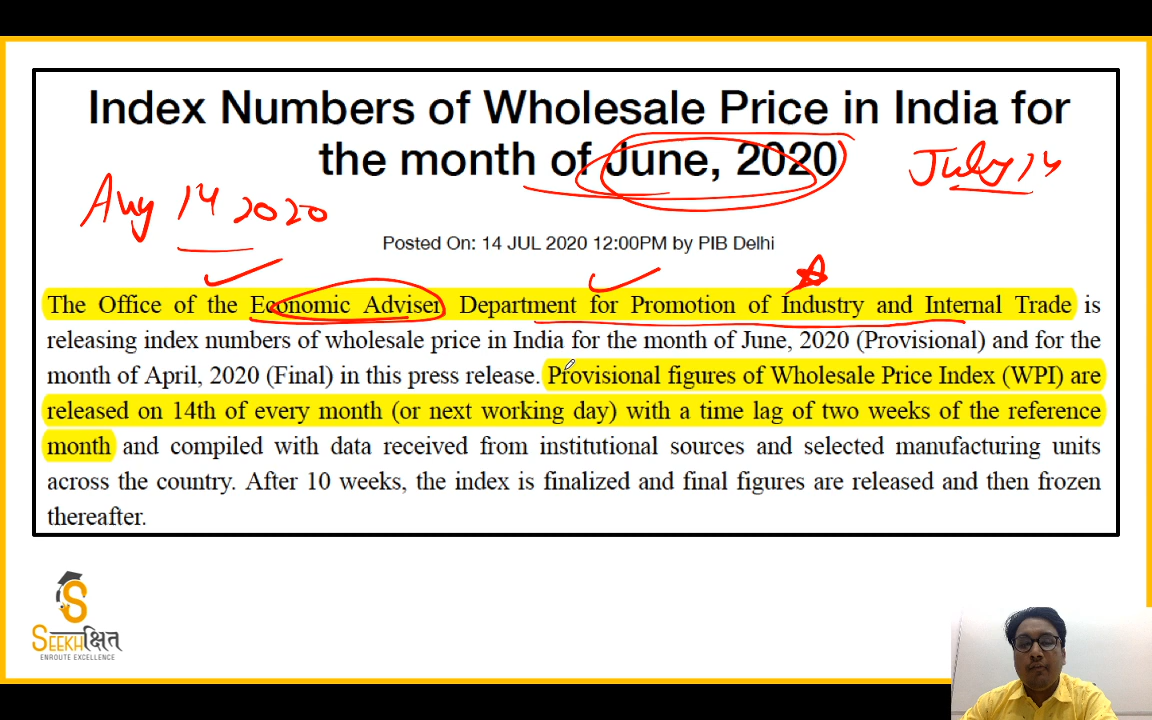 Index Numbers of Wholesale Price in India for
the month of June, 2020
July 14
Aug 14 2020
Posted On: 14 JUL 2020 12:00PM by PIB Delhi
The Office of the Economic Adviser Department for Promotion of Industry and Internal Trade is
releasing index numbers of wholesale price in India for the month of June, 2020 (Provisional) and for the
month of April, 2020 (Final) in this press release. Provisional figures of Wholesale Price Index (WPI) are
released on 14th of every month (or next working day) with a time lag of two weeks of the reference
month and compiled with data received from institutional sources and selected manufacturing units
across the country. After 10 weeks, the index is finalized and final figures are released and then frozen
thereafter.
S
SEEKHक्षित
ENROUTE EXCELLENCE